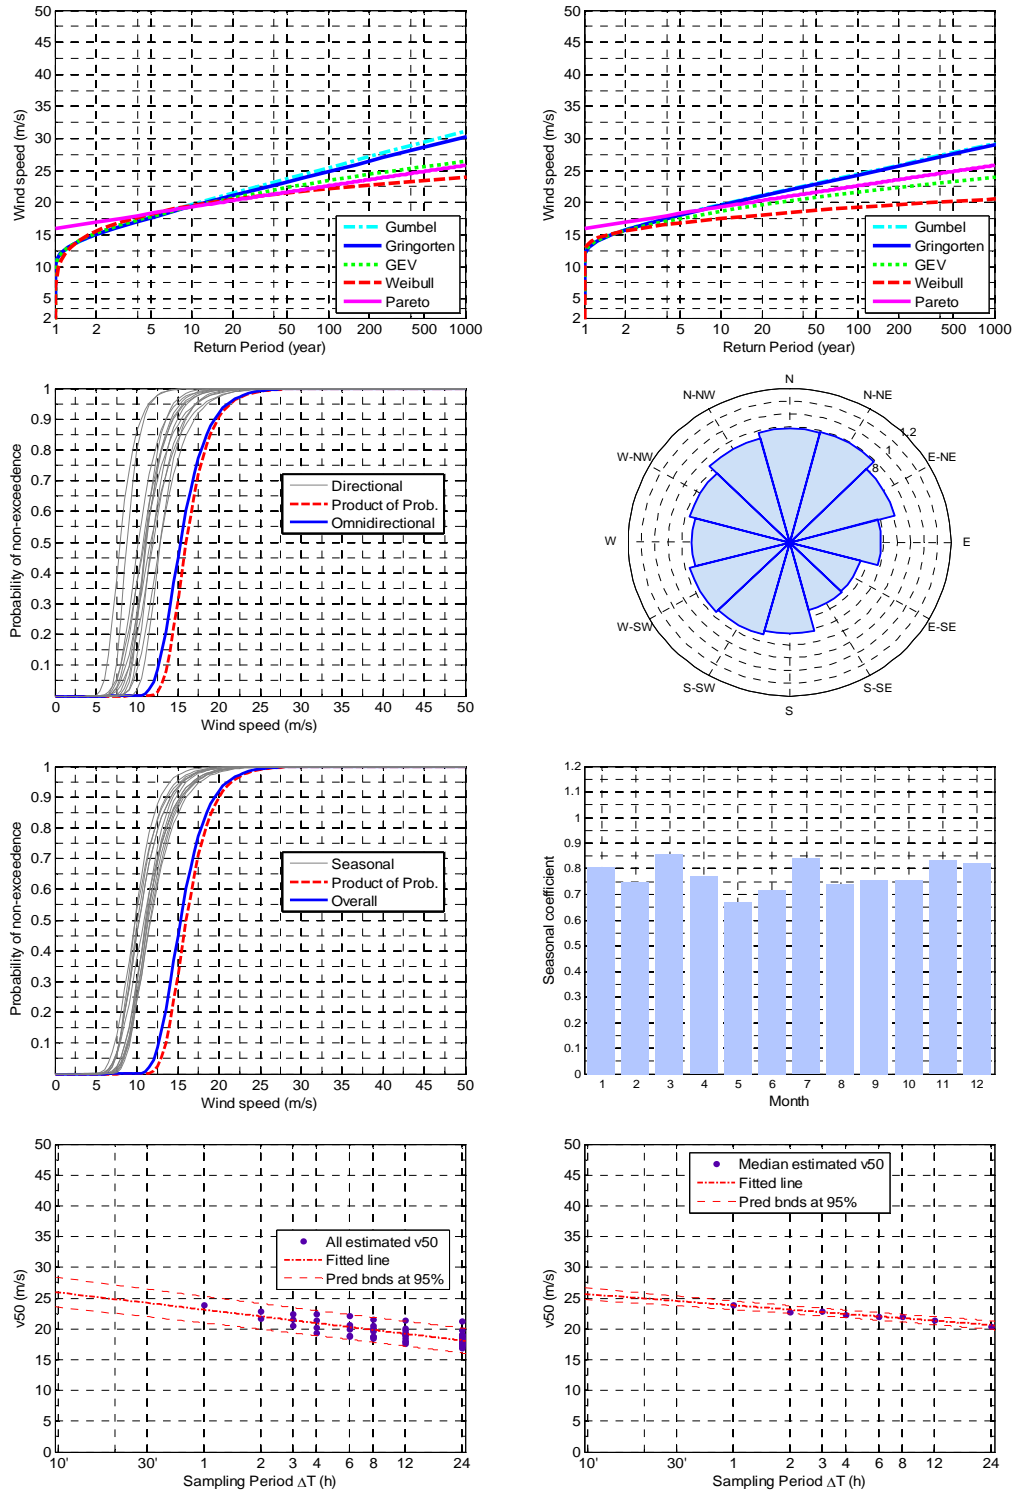 50
45
40
35
30
25
20
15
10
5
2
Wind speed (m/s)
Gumbel
Gringorten
GEV
Weibull
Pareto
1 2 5 10 20 50 100 200 500 1000
Return Period (year)
50
45
40
35
30
25
20
15
10
5
2
Wind speed (m/s)
Gumbel
Gringorten
GEV
Weibull
Pareto
1 2 5 10 20 50 100 200 500 1000
Return Period (year)
1
0.9
0.8
0.7
0.6
0.5
0.4
0.3
0.2
0.1
Probability of non-exceedence
Directional
Product of Prob.
Omnidirectional
0 5 10 15 20 25 30 35 40 45 50
Wind speed (m/s)
N
N-NW N-NE
1.2
W-NW 1 E-NE
8
W E
W-SW E-SE
S-SW S-SE
S
1
0.9
0.8
0.7
0.6
0.5
0.4
0.3
0.2
0.1
Probability of non-exceedence
Seasonal
Product of Prob.
Overall
0 5 10 15 20 25 30 35 40 45 50
Wind speed (m/s)
1.2
1.1
1
0.9
0.8
0.7
0.6
0.5
0.4
0.3
0.2
0.1
0
Seasonal coefficient
1 2 3 4 5 6 7 8 9 10 11 12
Month
50
45
40
35
30
25
20
15
10
5
0
v50 (m/s)
All estimated v50
Fitted line
Pred bnds at 95%
10' 30' 1 2 3 4 6 8 12 24
Sampling Period ΔT (h)
50
45
40
35
30
25
20
15
10
5
0
v50 (m/s)
Median estimated v50
Fitted line
Pred bnds at 95%
10' 30' 1 2 3 4 6 8 12 24
Sampling Period ΔT (h)